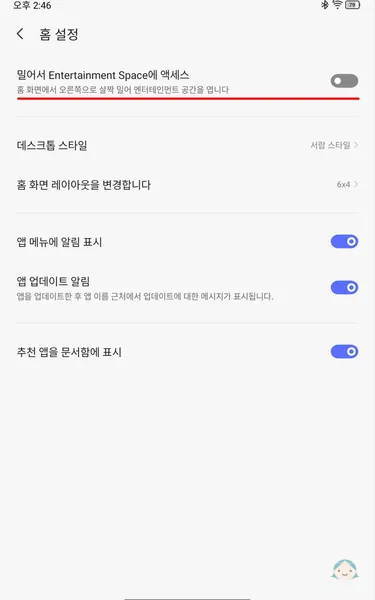 오후 2:46
79
홈 설정
밀어서 Entertainment Space에 액세스
홈 화면에서 오른쪽으로 살짝 밀어 엔터테인먼트 공간을 엽니다
데스크톱 스타일
서랍 스타일
홈 화면 레이아웃을 변경합니다
6x4
앱 메뉴에 알림 표시
앱 업데이트 알림
앱을 업데이트한 후 앱 이름 근처에서 업데이트에 대한 메시지가 표시됩니다.
추천 앱을 문서함에 표시